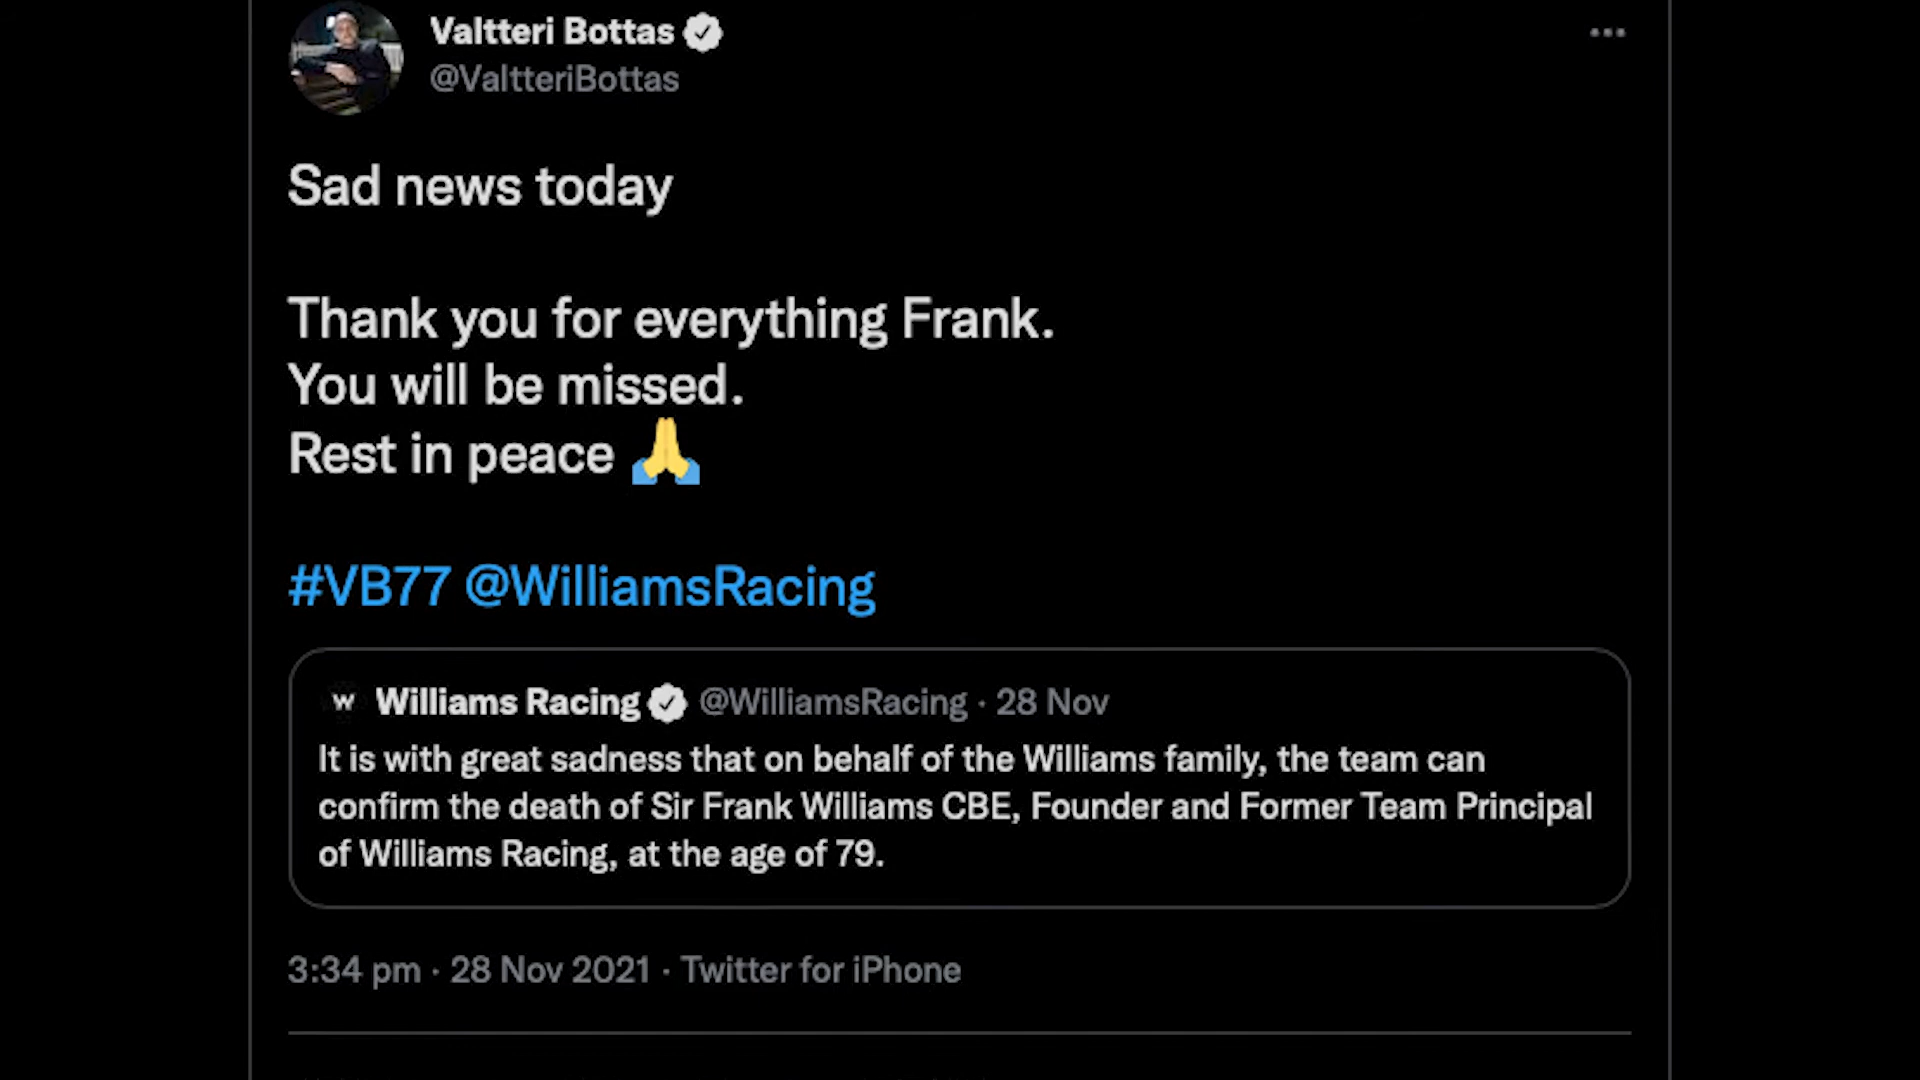 Valtteri Bottas
@ValtteriBottas
Sad news today
Thank you for everything Frank.
You will be missed.
Rest in peace 🙏
#VB77 @WilliamsRacing
W Williams Racing @WilliamsRacing · 28 Nov
It is with great sadness that on behalf of the Williams family, the team can
confirm the death of Sir Frank Williams CBE, Founder and Former Team Principal
of Williams Racing, at the age of 79.
3:34 pm · 28 Nov 2021 · Twitter for iPhone